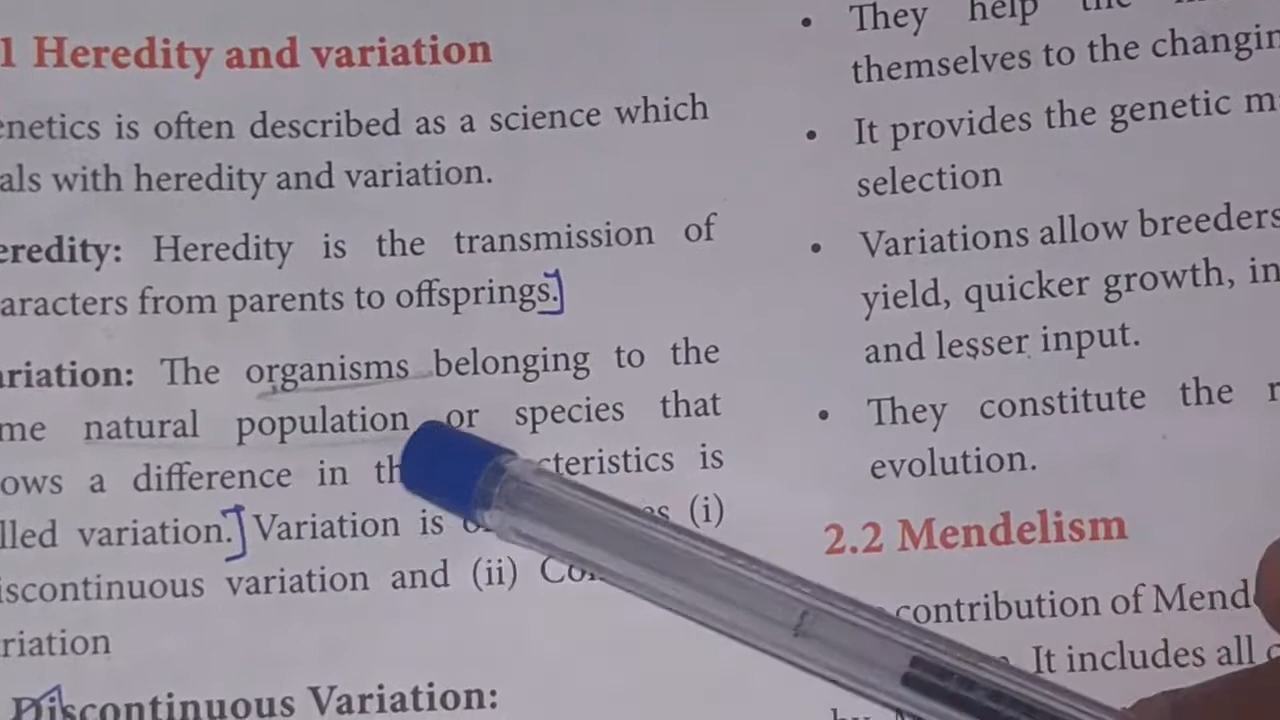 1 Heredity and variation
enetics is often described as a science which
als with heredity and variation.
eredity: Heredity is the transmission of
aracters from parents to offsprings.
ariation: The organisms belonging to the
me natural population or species that
ows a difference in cteristics is
lled variation. Variation is (i)
iscontinuous variation and (ii)
riation
Discontinuous Variation:
• They help
themselves to the changin
• It provides the genetic m
selection
• Variations allow breeders
yield, quicker growth, in
and lesser input.
• They constitute the r
evolution.
2.2 Mendelism
contribution of Mend
It includes all